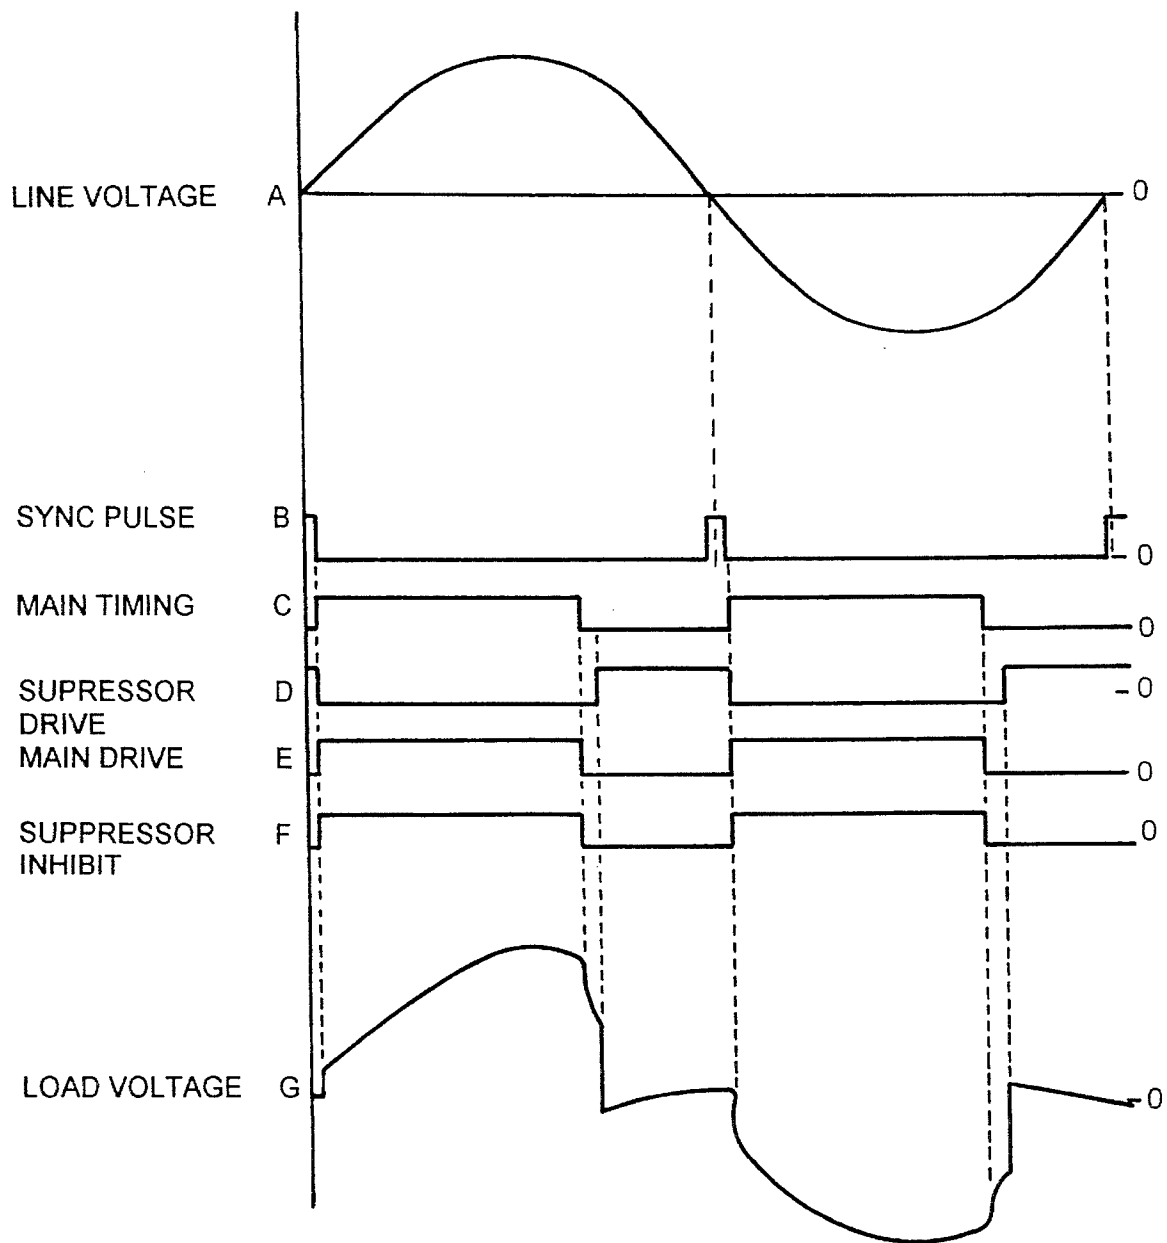 LINE VOLTAGE A 0
SYNC PULSE B 0
MAIN TIMING C 0
SUPRESSOR D 0
DRIVE
MAIN DRIVE E 0
SUPPRESSOR F 0
INHIBIT
LOAD VOLTAGE G 0